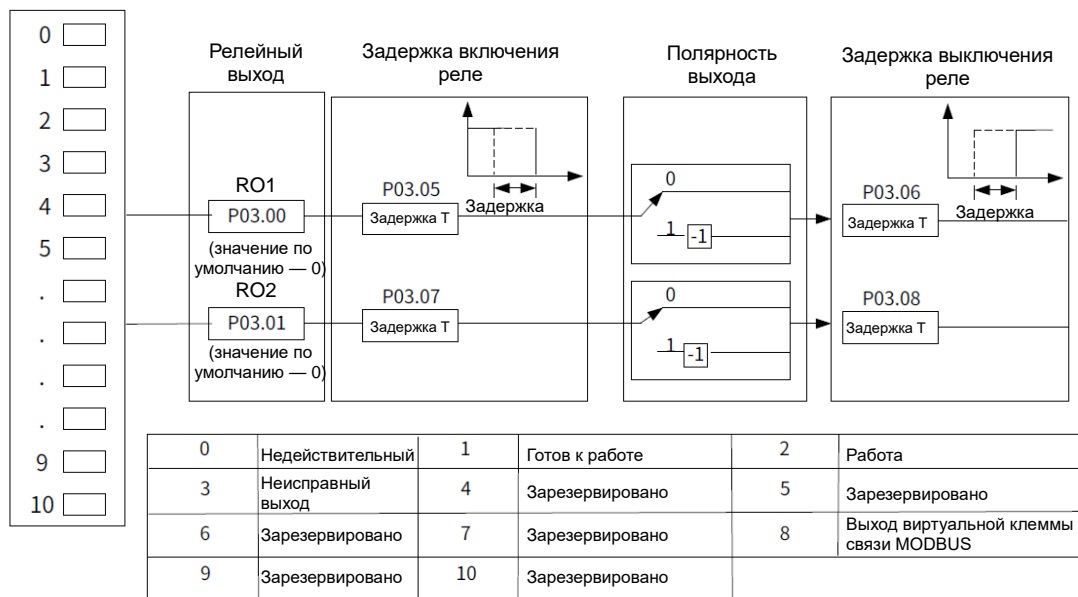 0
1
2
3
4
5
.
.
.
.
9
10
Релейный
выход
RO1
P03.00
(значение по
умолчанию — 0)
RO2
P03.01
(значение по
умолчанию — 0)
Задержка включения
реле
Задержка
P03.05
Задержка T
P03.07
Задержка T
Полярность
выхода
0
1
-1
0
1
-1
Задержка выключения
реле
Задержка
P03.06
Задержка T
P03.08
Задержка T
0 Недействительный 1 Готов к работе 2 Работа
3 Неисправный
выход 4 Зарезервировано 5 Зарезервировано
6 Зарезервировано 7 Зарезервировано 8 Выход виртуальной клеммы
связи MODBUS
9 Зарезервировано 10 Зарезервировано